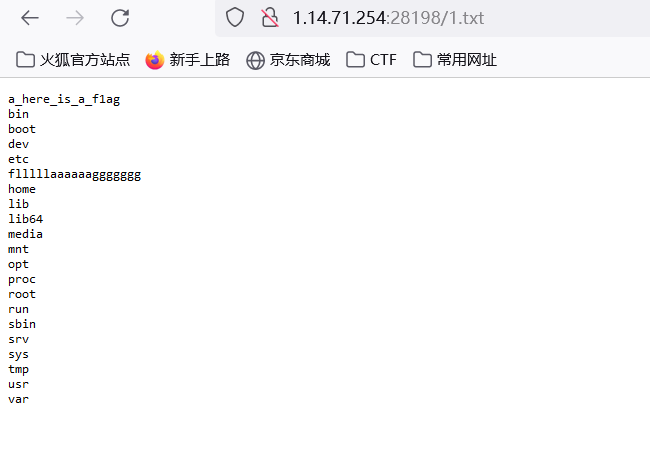 1.14.71.254:28198/1.txt
火狐官方站点 新手上路 京东商城 CTF 常用网址
a_here_is_a_f1ag
bin
boot
dev
etc
flllllaaaaaaggggggg
home
lib
lib64
media
mnt
opt
proc
root
run
sbin
srv
sys
tmp
usr
var